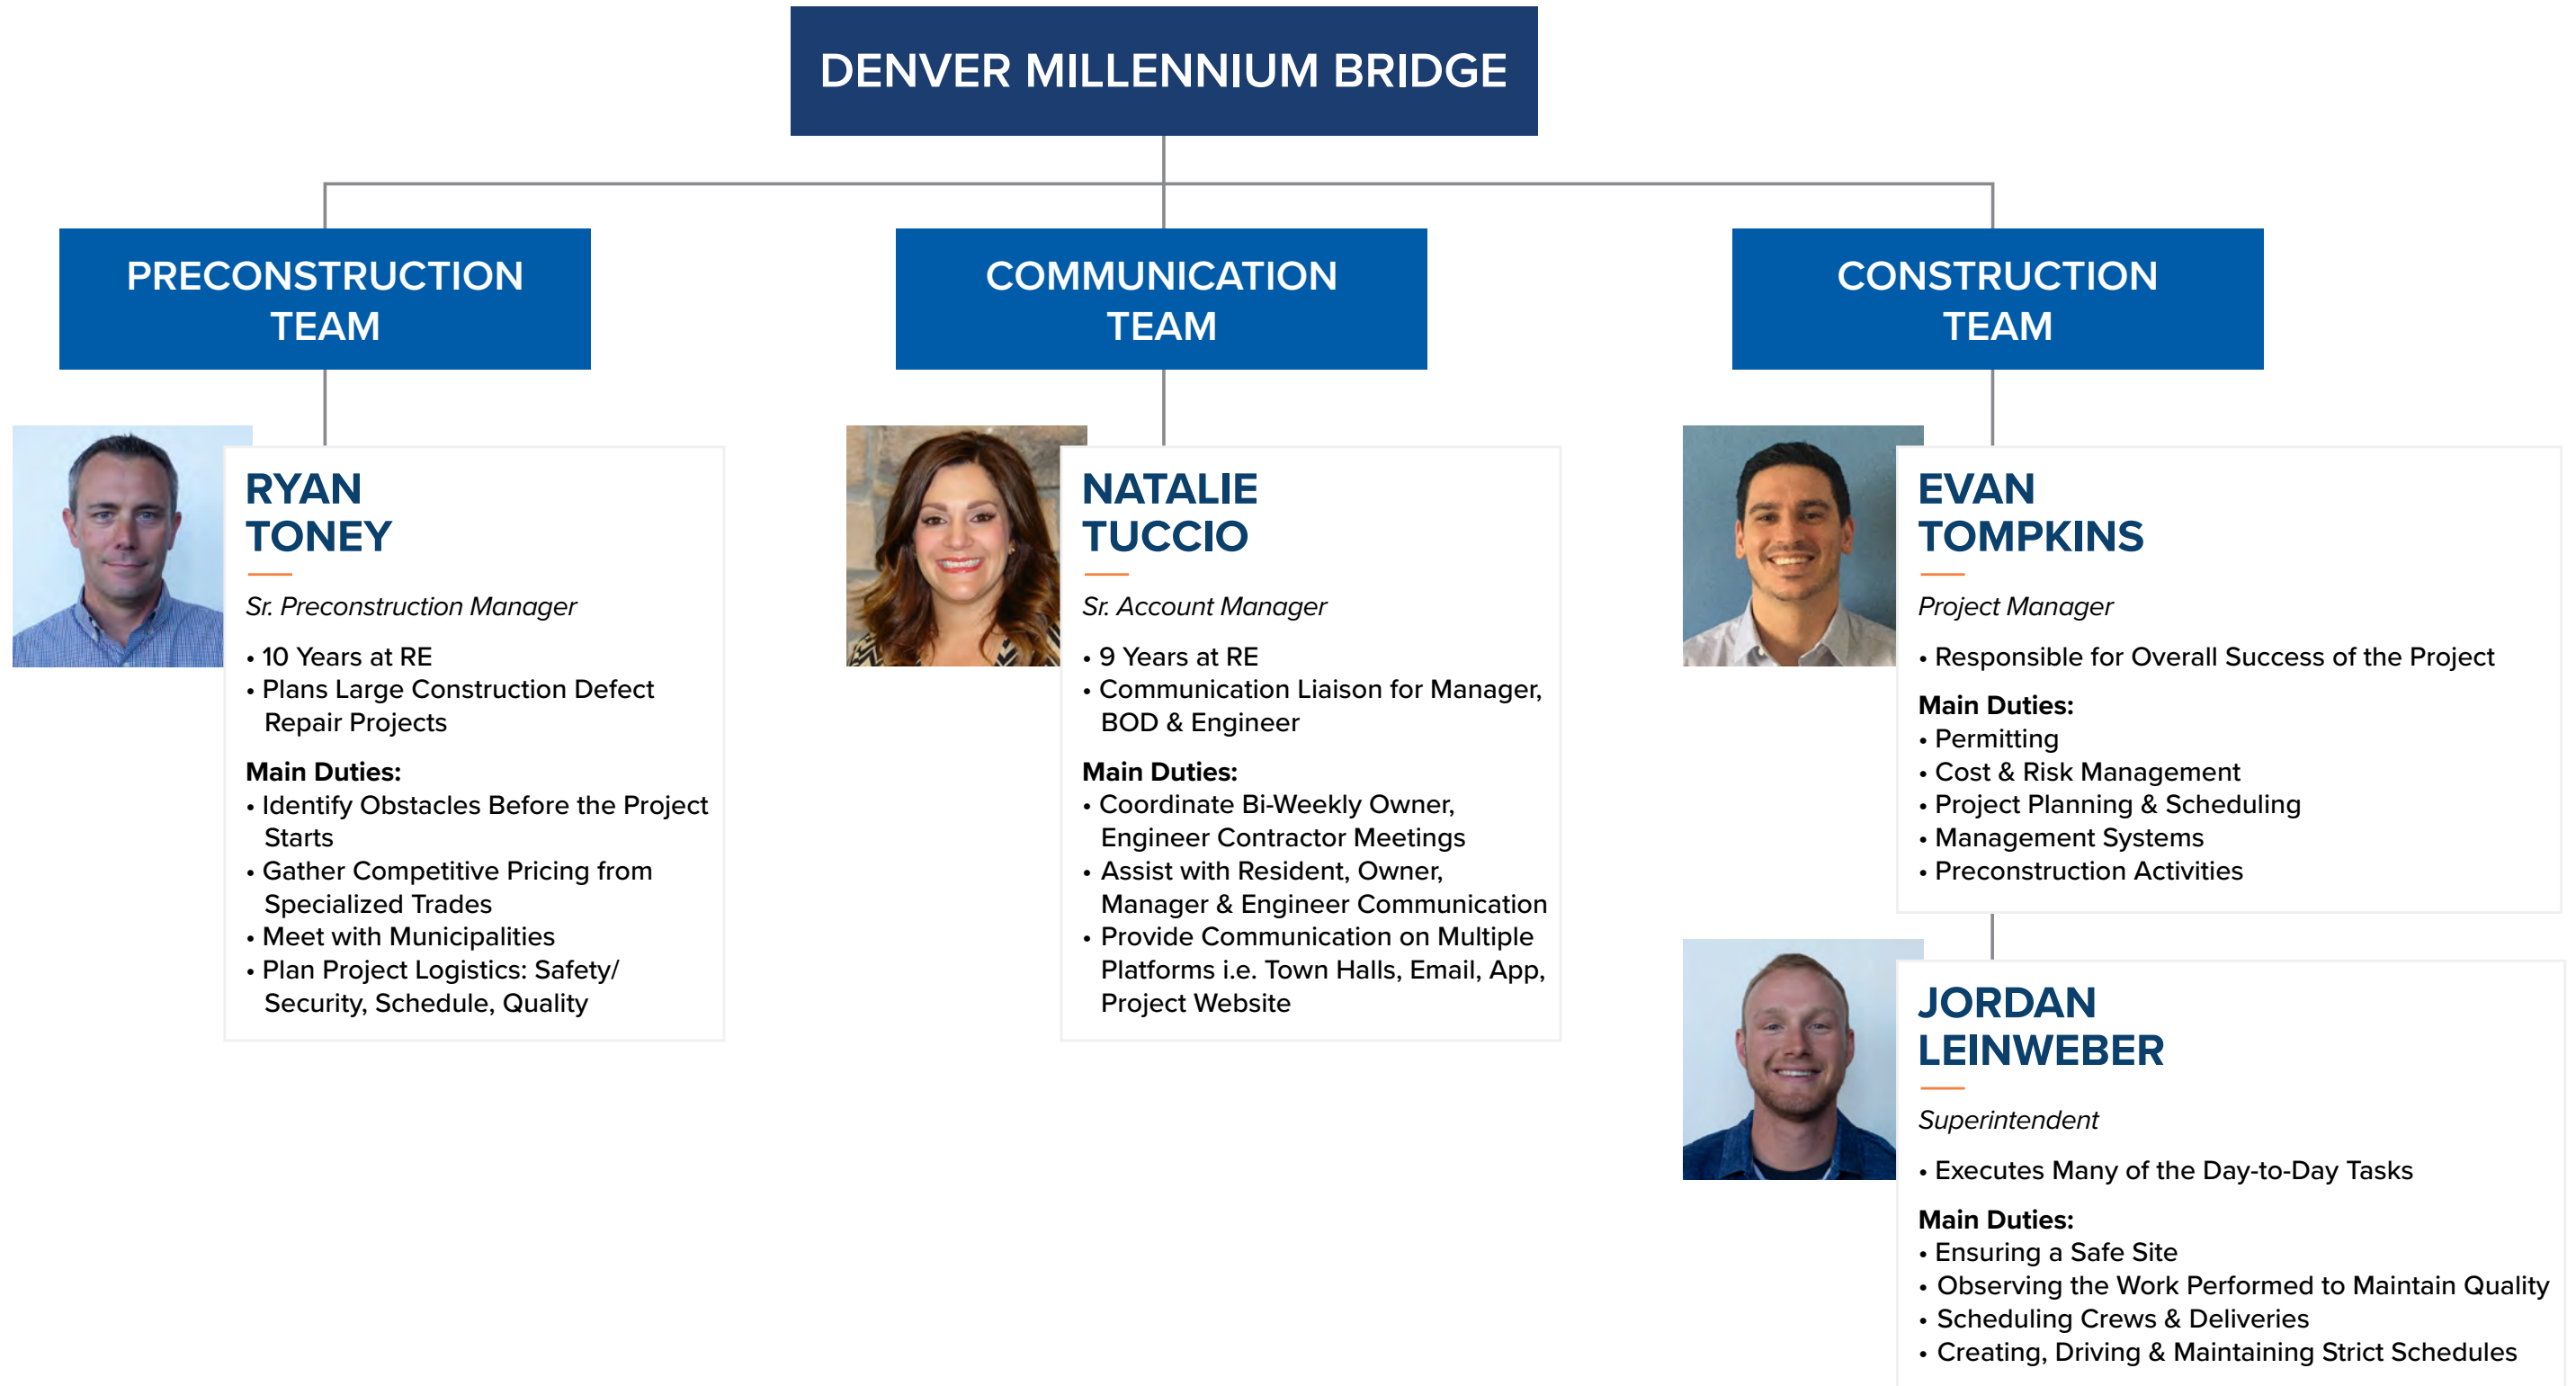 DENVER MILLENNIUM BRIDGE
PRECONSTRUCTION
TEAM
RYAN
TONEY
Sr. Preconstruction Manager
• 10 Years at RE
• Plans Large Construction Defect
Repair Projects
Main Duties:
• Identify Obstacles Before the Project
Starts
• Gather Competitive Pricing from
Specialized Trades
• Meet with Municipalities
• Plan Project Logistics: Safety/
Security, Schedule, Quality
COMMUNICATION
TEAM
NATALIE
TUCCIO
Sr. Account Manager
• 9 Years at RE
• Communication Liaison for Manager,
BOD & Engineer
Main Duties:
• Coordinate Bi-Weekly Owner,
Engineer Contractor Meetings
• Assist with Resident, Owner,
Manager & Engineer Communication
• Provide Communication on Multiple
Platforms i.e. Town Halls, Email, App,
Project Website
CONSTRUCTION
TEAM
EVAN
TOMPKINS
Project Manager
• Responsible for Overall Success of the Project
Main Duties:
• Permitting
• Cost & Risk Management
• Project Planning & Scheduling
• Management Systems
• Preconstruction Activities
JORDAN
LEINWEBER
Superintendent
• Executes Many of the Day-to-Day Tasks
Main Duties:
• Ensuring a Safe Site
• Observing the Work Performed to Maintain Quality
• Scheduling Crews & Deliveries
• Creating, Driving & Maintaining Strict Schedules